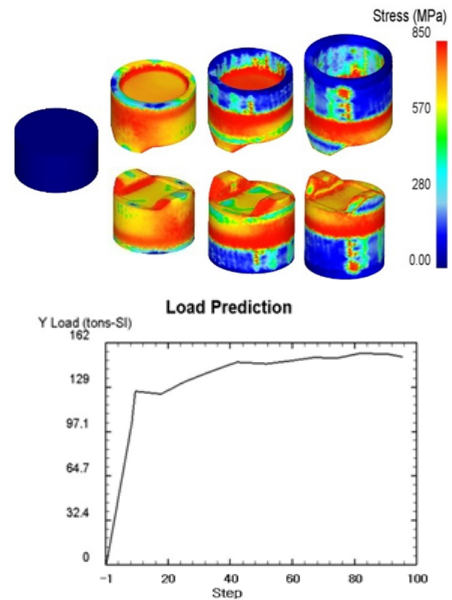 Stress (MPa)
850
570
280
0.00
Load Prediction
Y Load (tons-SI)
162
129
97.1
64.7
32.4
0
-1 20 40 60 80 100
Step